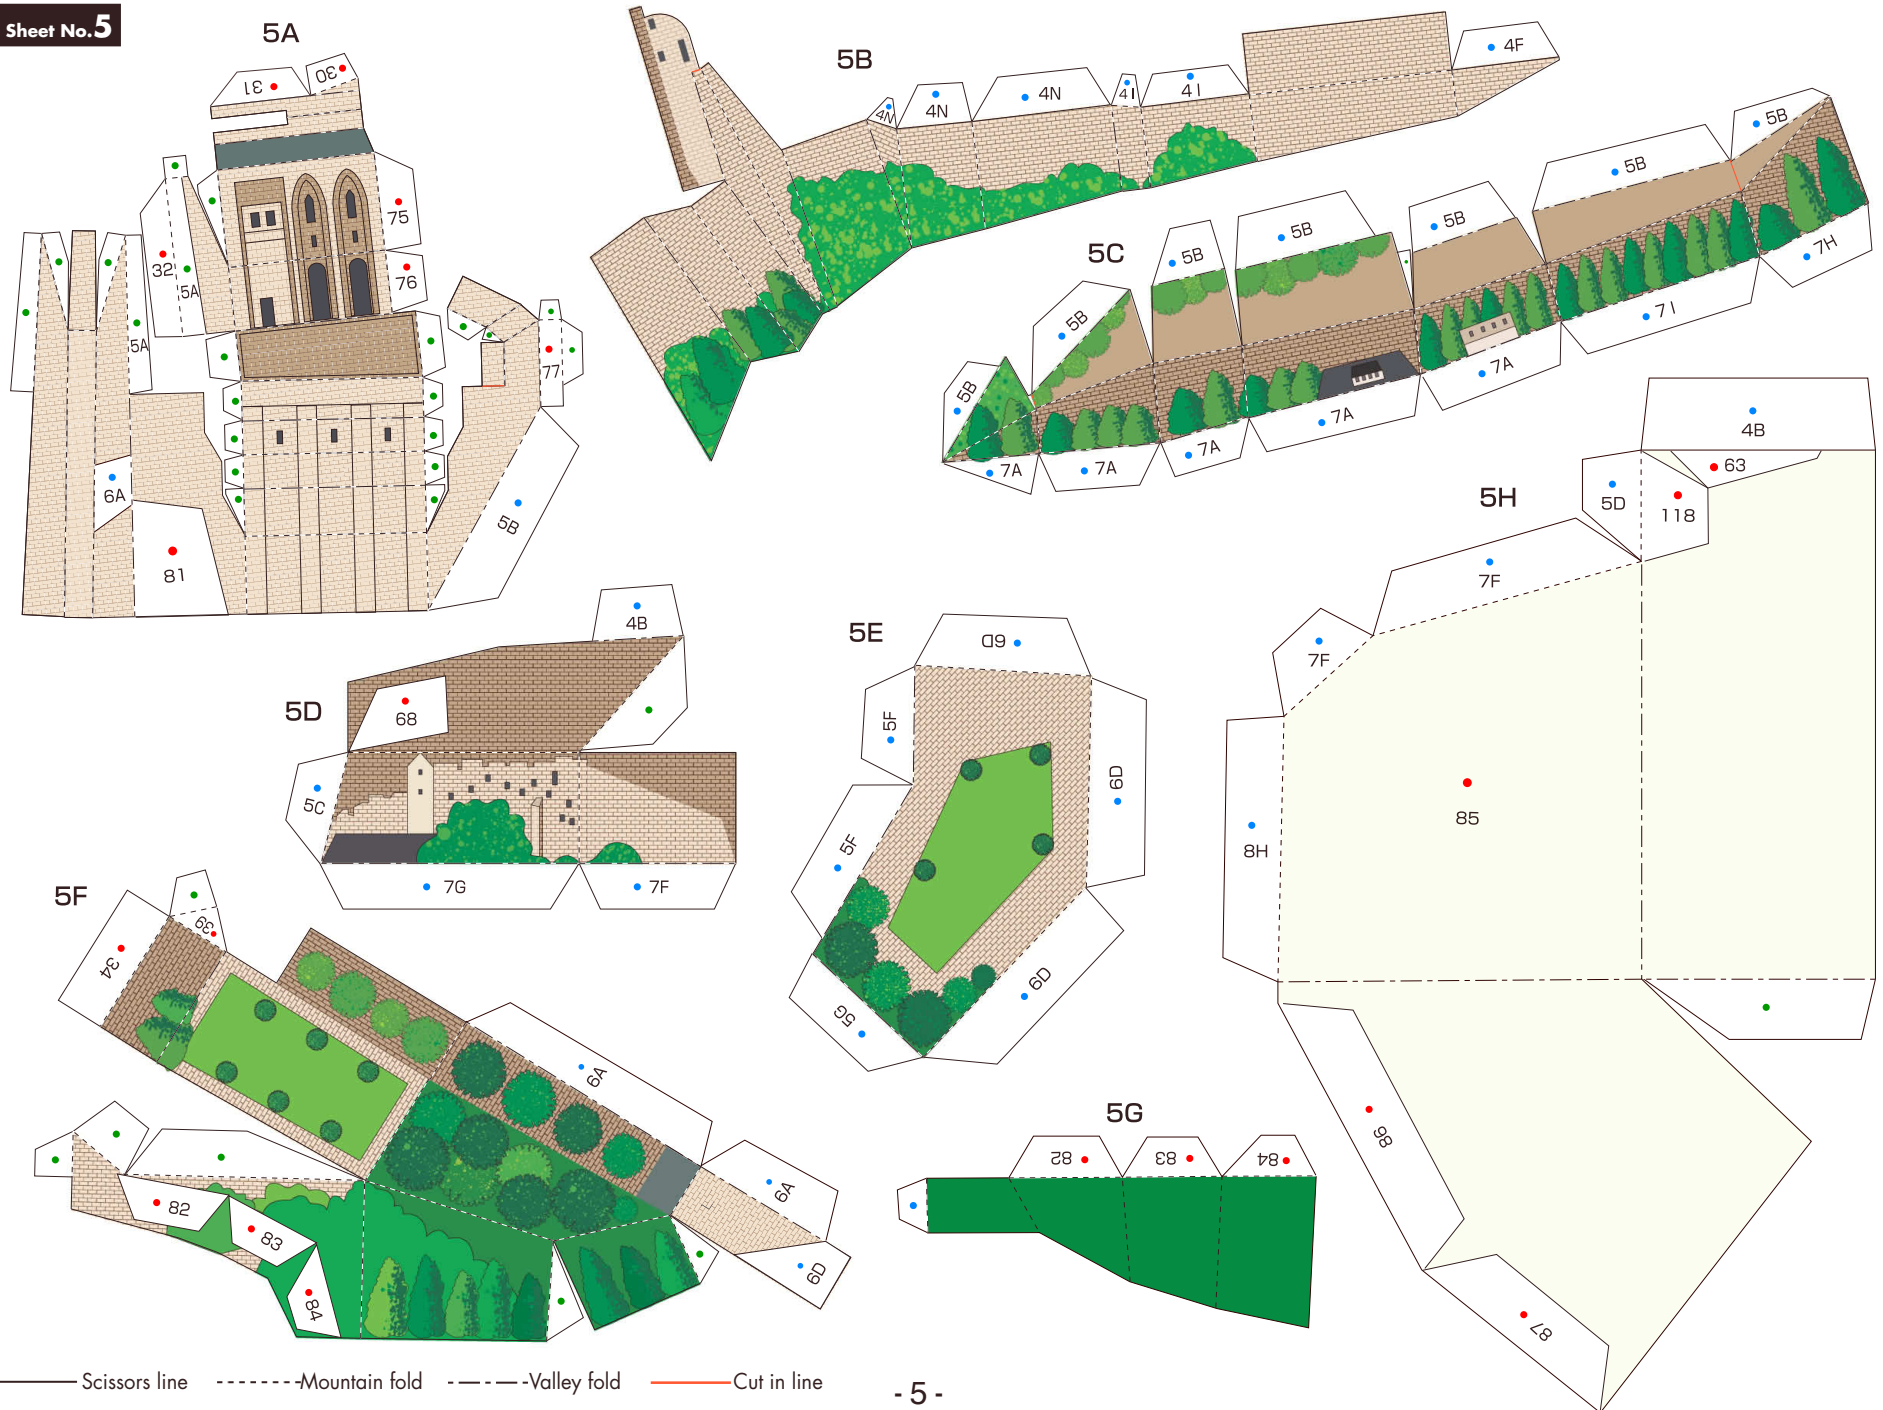 Sheet No.5
5A
31
30
32
5A
5A
75
76
77
6A
81
5B
5B
4N
4N
4N
4I
4I
4F
5C
5B
5B
5B
5B
5B
5B
5B
7A
7A
7A
7A
7A
7I
7H
5D
4B
68
5C
7G
7F
5E
6D
5F
5F
5G
6D
6D
5F
34
39
6A
6A
6D
82
83
84
5G
82
83
84
5H
4B
63
5D
118
7F
7F
8H
85
86
87
Scissors line
Mountain fold
Valley fold
Cut in line
- 5 -